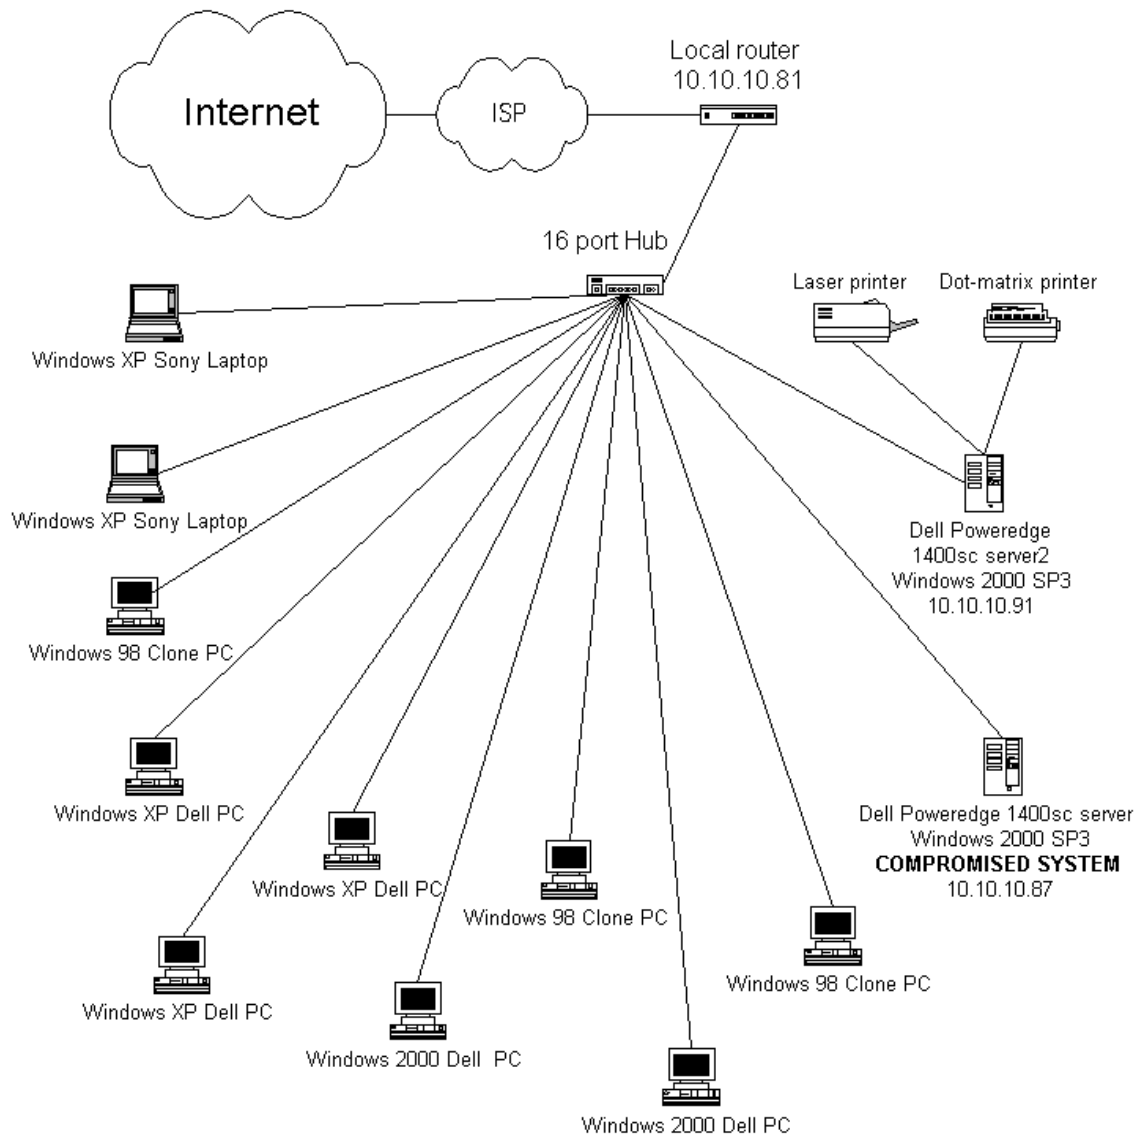 Local router
10.10.10.81
Internet
ISP
16 port Hub
Laser printer
Dot-matrix printer
Windows XP Sony Laptop
Windows XP Sony Laptop
Dell Poweredge
1400sc server2
Windows 2000 SP3
10.10.10.91
Windows 98 Clone PC
Windows XP Dell PC
Dell Poweredge 1400sc server
Windows 2000 SP3
COMPROMISED SYSTEM
10.10.10.87
Windows XP Dell PC
Windows 98 Clone PC
Windows 98 Clone PC
Windows XP Dell PC
Windows 2000 Dell  PC
Windows 2000 Dell PC